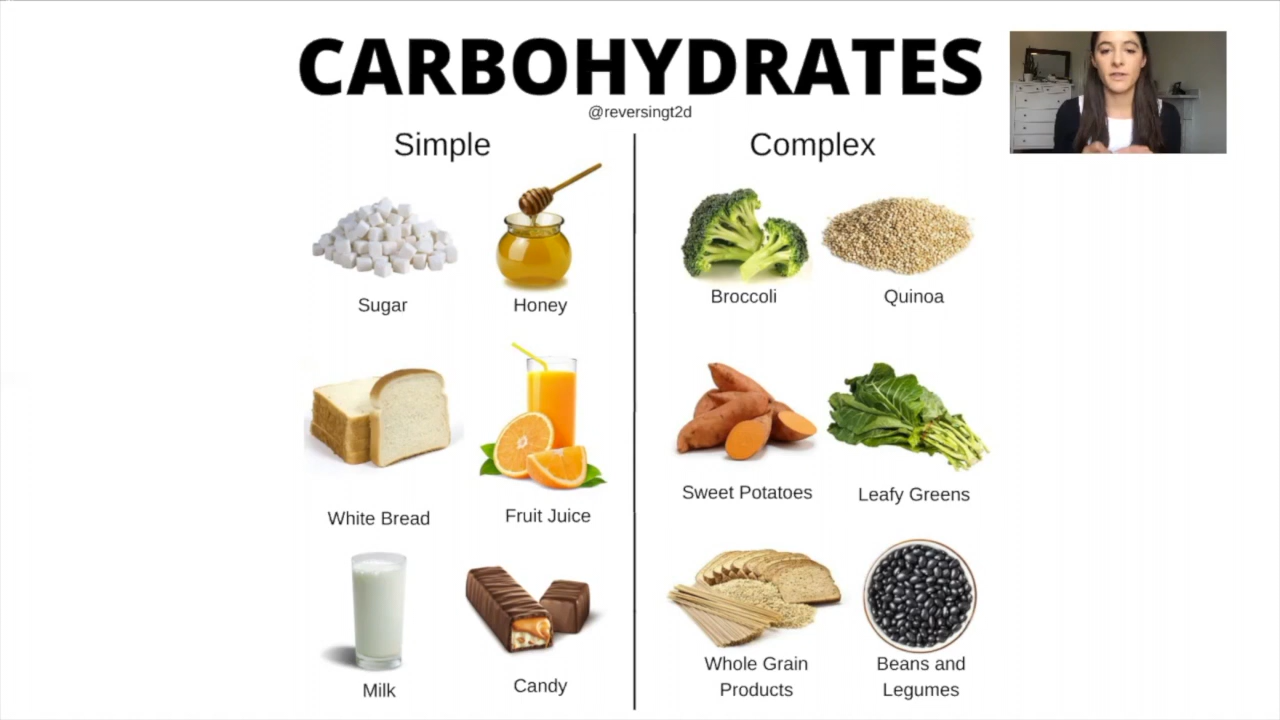 CARBOHYDRATES
@reversingt2d
Simple
Complex
Sugar
Honey
Broccoli
Quinoa
White Bread
Fruit Juice
Sweet Potatoes
Leafy Greens
Milk
Candy
Whole Grain
Products
Beans and
Legumes